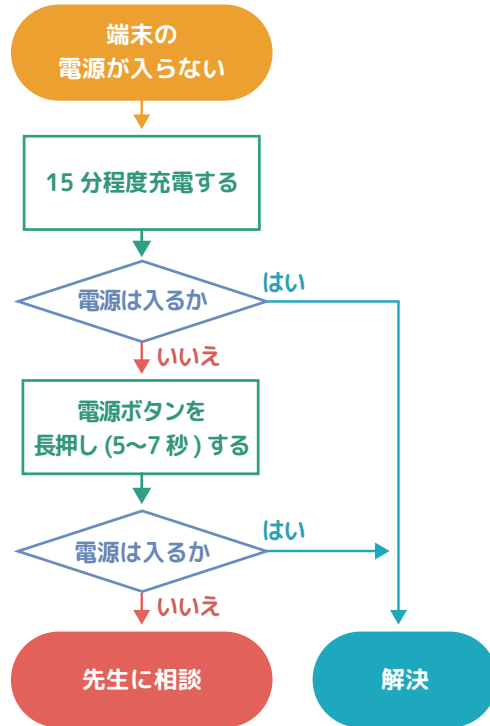 端末の
電源が入らない
15 分程度充電する
電源は入るか
はい
いいえ
電源ボタンを
長押し (5〜7 秒 ) する
電源は入るか
はい
いいえ
先生に相談
解決